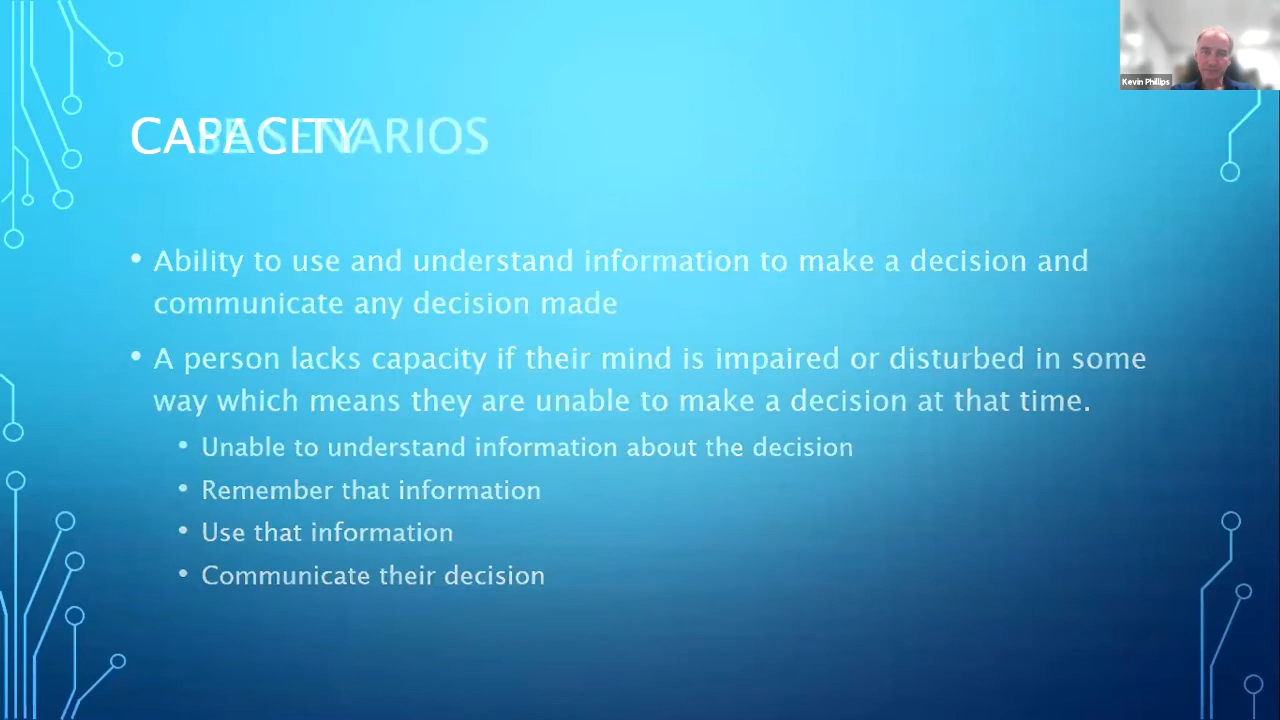 Kevin Phillips
CAPACITY
• Ability to use and understand information to make a decision and
communicate any decision made
• A person lacks capacity if their mind is impaired or disturbed in some
way which means they are unable to make a decision at that time.
• Unable to understand information about the decision
• Remember that information
• Use that information
• Communicate their decision